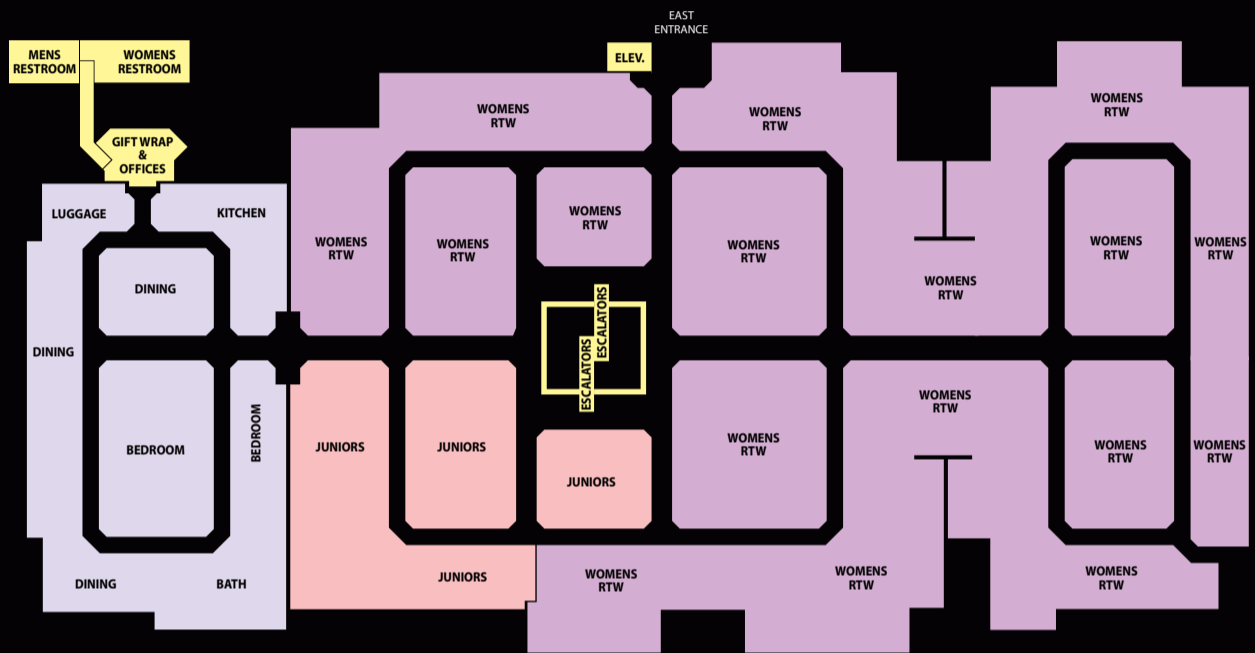 EAST
ENTRANCE
MENS
RESTROOM
WOMENS
RESTROOM
ELEV.
WOMENS
RTW
WOMENS
RTW
WOMENS
RTW
GIFT WRAP
&
OFFICES
LUGGAGE
KITCHEN
WOMENS
RTW
WOMENS
RTW
WOMENS
RTW
WOMENS
RTW
WOMENS
RTW
WOMENS
RTW
WOMENS
RTW
DINING
ESCALATORS
ESCALATORS
DINING
WOMENS
RTW
BEDROOM
BEDROOM
JUNIORS
JUNIORS
JUNIORS
WOMENS
RTW
WOMENS
RTW
WOMENS
RTW
DINING
BATH
JUNIORS
WOMENS
RTW
WOMENS
RTW
WOMENS
RTW